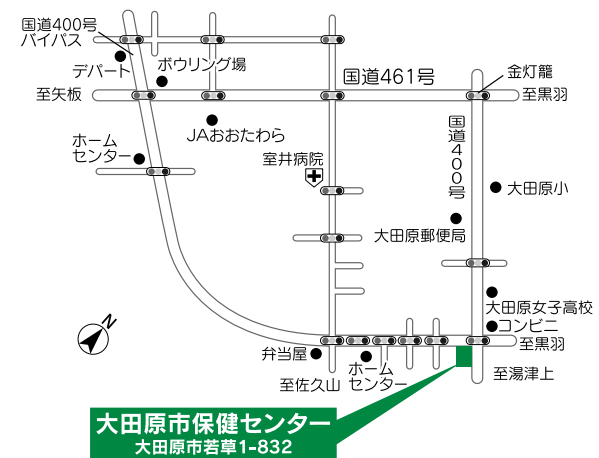 国道400号
バイパス
デパート
ボウリング場
国道461号
金灯籠
至矢板
至黒羽
JAおおたわら
国道400号
ホーム
センター
室井病院
大田原小
大田原郵便局
大田原女子高校
コンビニ
至黒羽
弁当屋
ホーム
センター
至佐久山
至湯津上
N
大田原市保健センター
大田原市若草1-832